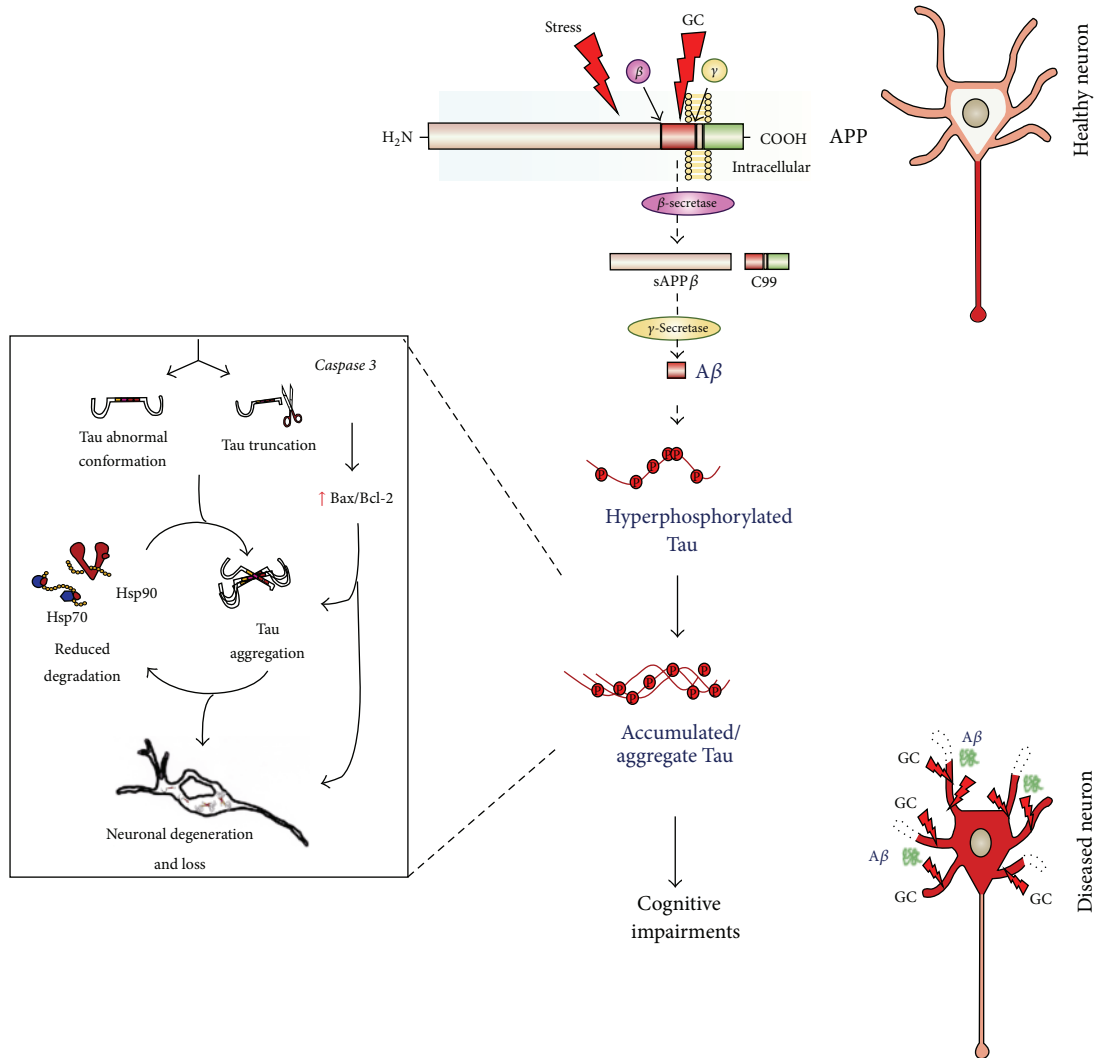 Stress
GC
β
γ
H₂N
COOH
APP
Intracellular
Healthy neuron
β-secretase
sAPPβ
C99
γ-Secretase
Aβ
P
P
P
P
P
P
Hyperphosphorylated
Tau
P
P
P
P
P
P
P
P
Accumulated/
aggregate Tau
Cognitive
impairments
Caspase 3
Tau abnormal
conformation
Tau truncation
↑ Bax/Bcl-2
Hsp90
Hsp70
Reduced
degradation
Tau
aggregation
Neuronal degeneration
and loss
Aβ
GC
GC
Aβ
GC
GC
Diseased neuron